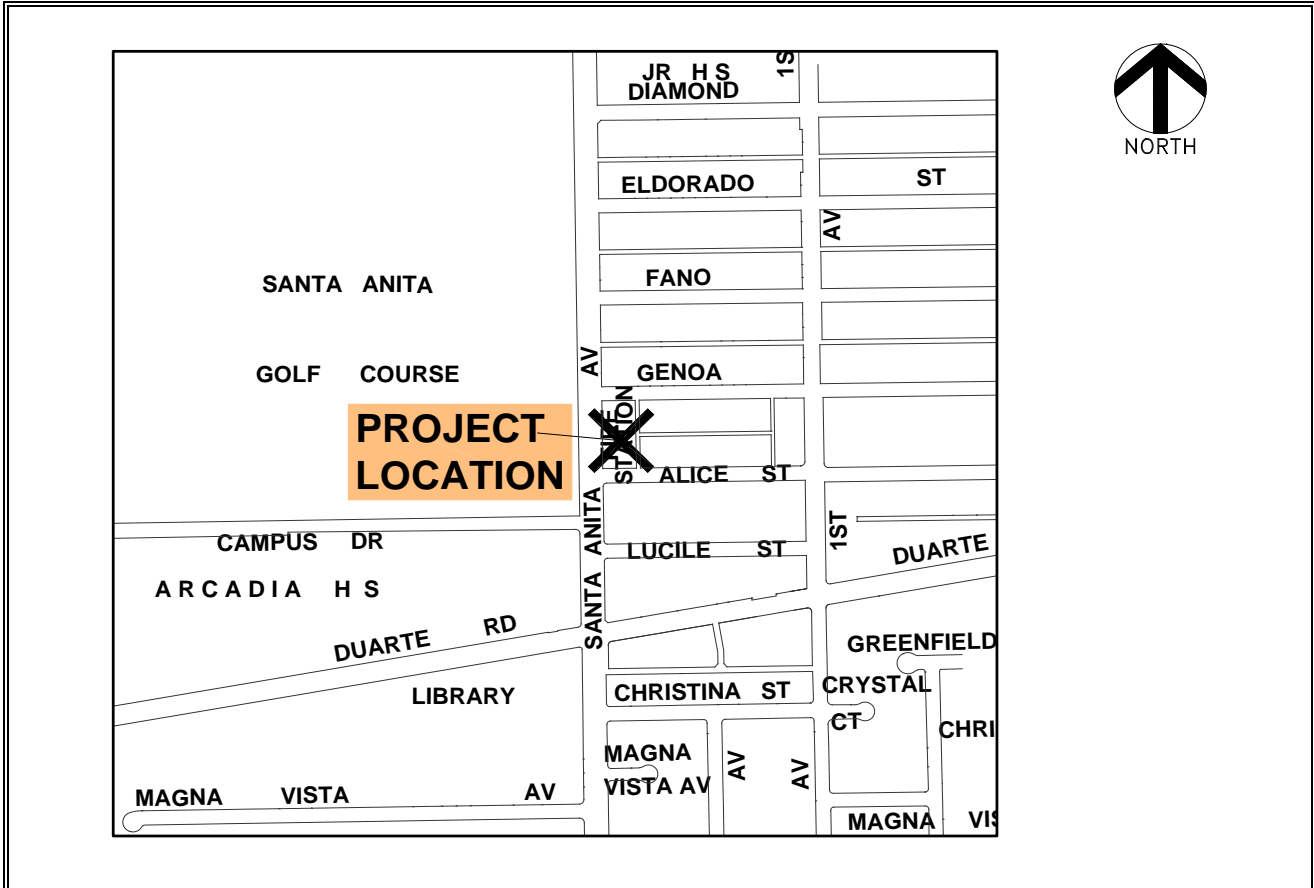 JR H S
1S
DIAMOND
NORTH
ELDORADO ST
AV
SANTA ANITA
FANO
AV
GOLF COURSE
GENOA
STATION
PROJECT
LOCATION
ALICE ST
SANTA ANITA
1ST
CAMPUS DR
LUCILE ST
DUARTE
ARCADIA H S
DUARTE RD
GREENFIELD
LIBRARY
CHRISTINA ST
CRYSTAL
CT
CHRI
MAGNA
VISTA AV
AV
AV
MAGNA VISTA AV
MAGNA VIS